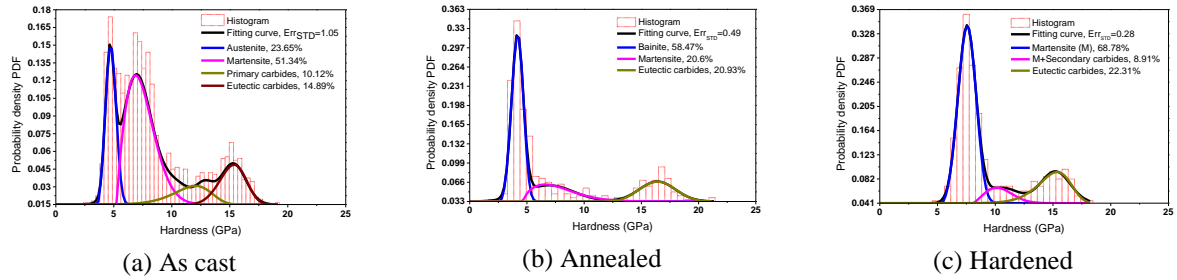 0.18
0.165
0.15
0.135
0.12
0.105
0.09
0.075
0.06
0.045
0.03
0.015
0
5
10
15
20
25
Probability density PDF
Hardness (GPa)
Histogram
Fitting curve, ErrSTD=1.05
Austenite, 23.65%
Martensite, 51.34%
Primary carbides, 10.12%
Eutectic carbides, 14.89%
(a) As cast
0.363
0.33
0.297
0.264
0.231
0.198
0.165
0.132
0.099
0.066
0.033
0
5
10
15
20
25
Probability density PDF
Hardness (GPa)
Histogram
Fitting curve, ErrSTD=0.49
Bainite, 58.47%
Martensite, 20.6%
Eutectic carbides, 20.93%
(b) Annealed
0.369
0.328
0.287
0.246
0.205
0.164
0.123
0.082
0.041
0
5
10
15
20
25
Probability density PDF
Hardness (GPa)
Histogram
Fitting curve, ErrSTD=0.28
Martensite (M), 68.78%
M+Secondary carbides, 8.91%
Eutectic carbides, 22.31%
(c) Hardened